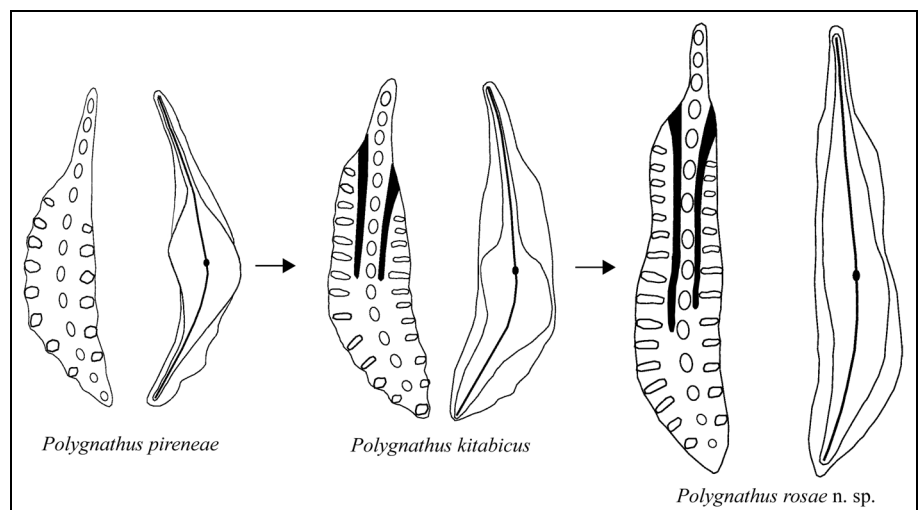 Polygnathus pireneae
Polygnathus kitabicus
Polygnathus rosae n. sp.